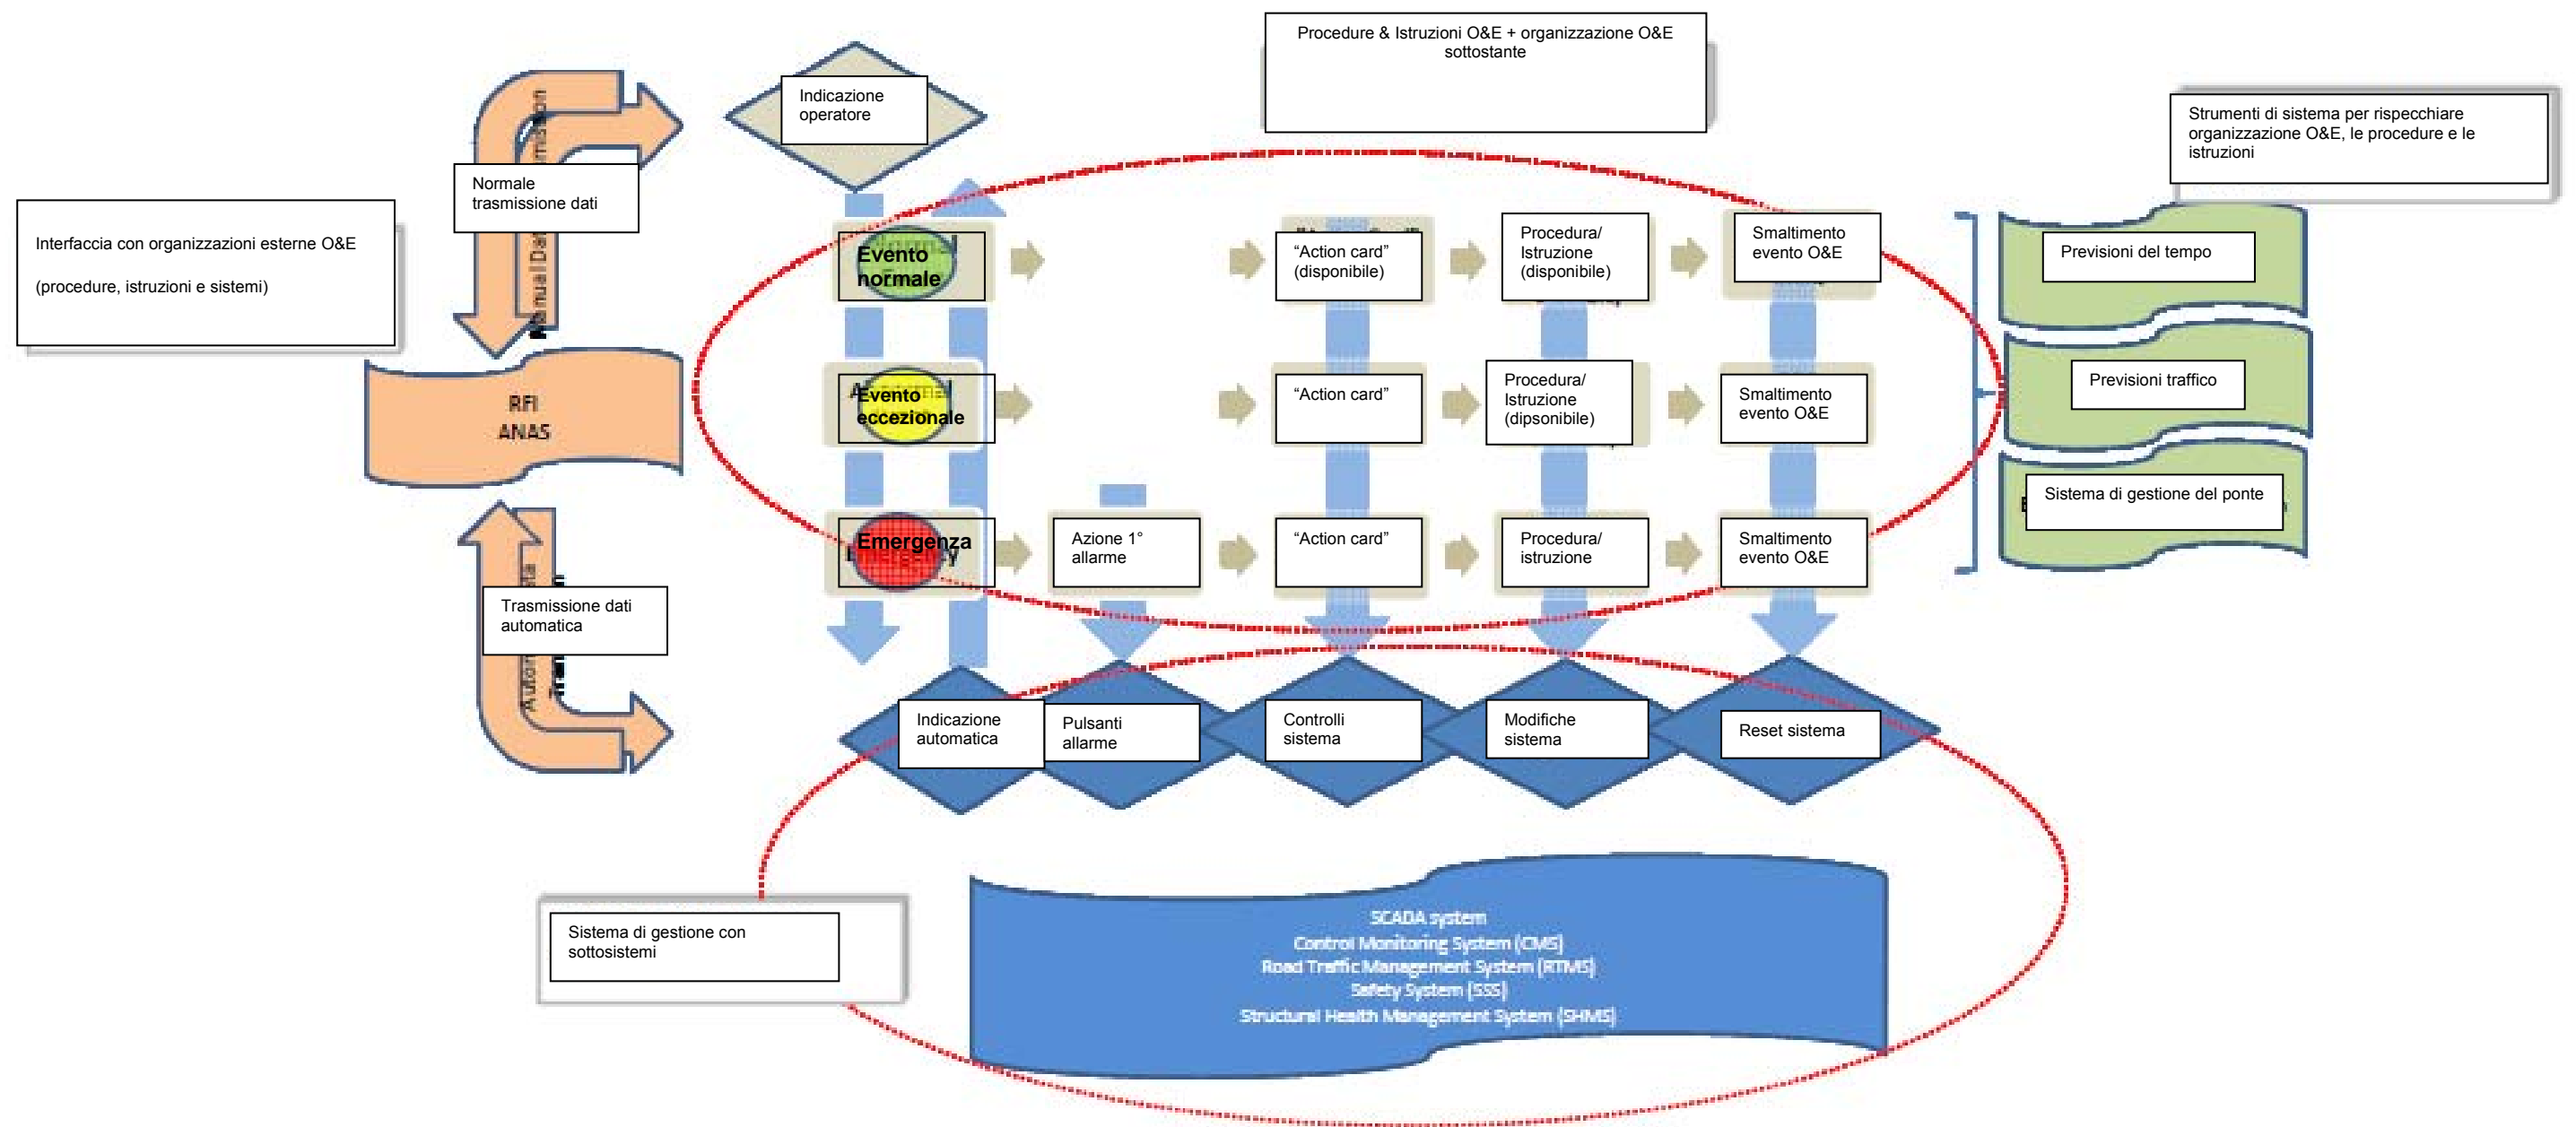 Procedure & Istruzioni O&E + organizzazione O&E
sottostante
Indicazione
operatore
Strumenti di sistema per rispecchiare
organizzazione O&E, le procedure e le
istruzioni
Normale
trasmissione dati
Interfaccia con organizzazioni esterne O&E
(procedure, istruzioni e sistemi)
Evento
normale
"Action card"
(disponibile)
Procedura/
Istruzione
(disponibile)
Smaltimento
evento O&E
Previsioni del tempo
RFI
ANAS
Evento
eccezionale
"Action card"
Procedura/
Istruzione
(dipsonibile)
Smaltimento
evento O&E
Previsioni traffico
Sistema di gestione del ponte
Emergenza
Azione 1°
allarme
"Action card"
Procedura/
istruzione
Smaltimento
evento O&E
Trasmissione dati
automatica
Indicazione
automatica
Pulsanti
allarme
Controlli
sistema
Modifiche
sistema
Reset sistema
Sistema di gestione con
sottosistemi
SCADA system
Control Monitoring System (CMS)
Road Traffic Management System (RTMS)
Safety System (SSS)
Structural Health Management System (SHMS)